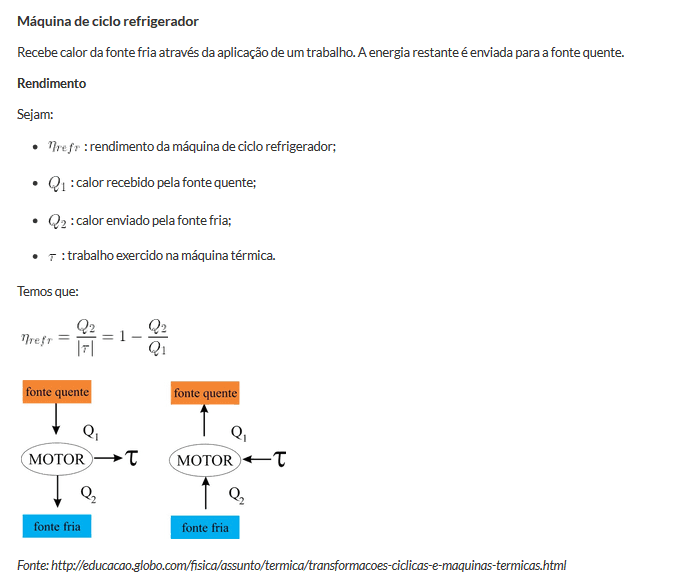 Máquina de ciclo refrigerador
Recebe calor da fonte fria através da aplicação de um trabalho. A energia restante é enviada para a fonte quente.
Rendimento
Sejam:
• η_refr : rendimento da máquina de ciclo refrigerador;
• Q₁ : calor recebido pela fonte quente;
• Q₂ : calor enviado pela fonte fria;
• τ : trabalho exercido na máquina térmica.
Temos que:
η_refr = Q₂/|τ| = 1 − Q₂/Q₁
fonte quente fonte quente
Q₁ Q₁
MOTOR τ MOTOR τ
Q₂ Q₂
fonte fria fonte fria
Fonte: http://educacao.globo.com/fisica/assunto/termica/transformacoes-ciclicas-e-maquinas-termicas.html